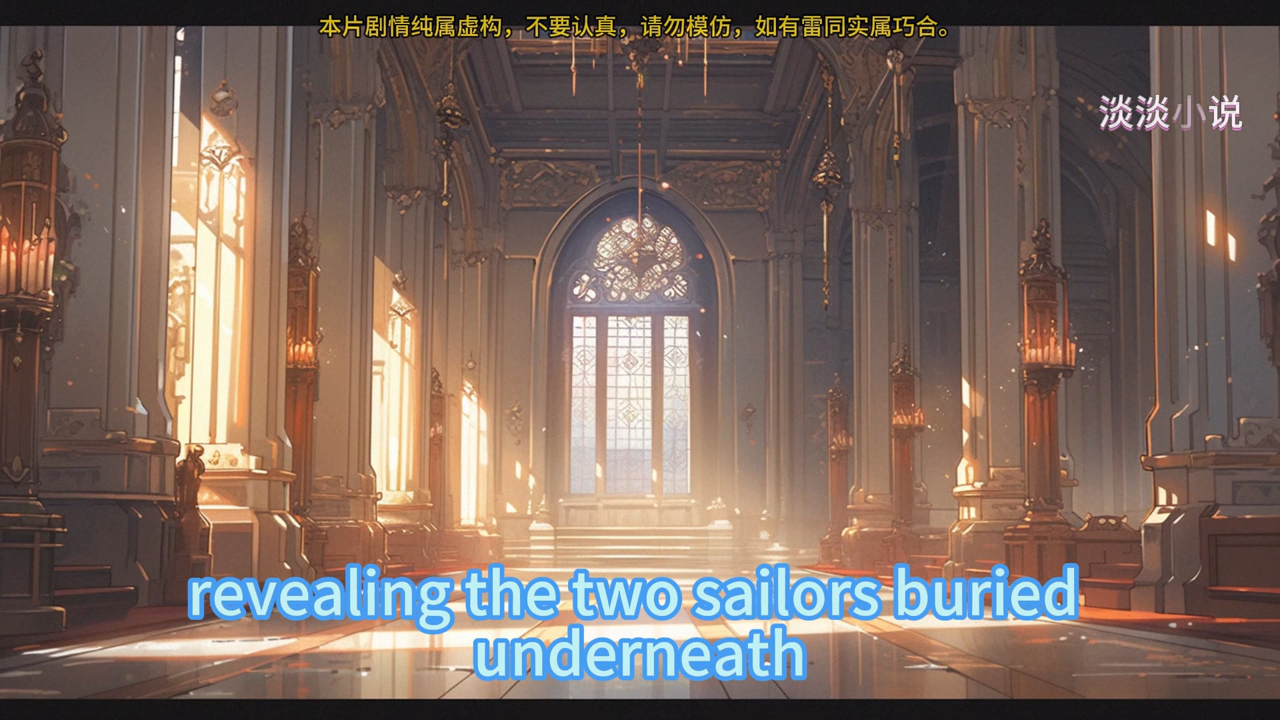 本片剧情纯属虚构，不要认真，请勿模仿，如有雷同实属巧合。
淡淡小说
revealing the two sailors buried
underneath